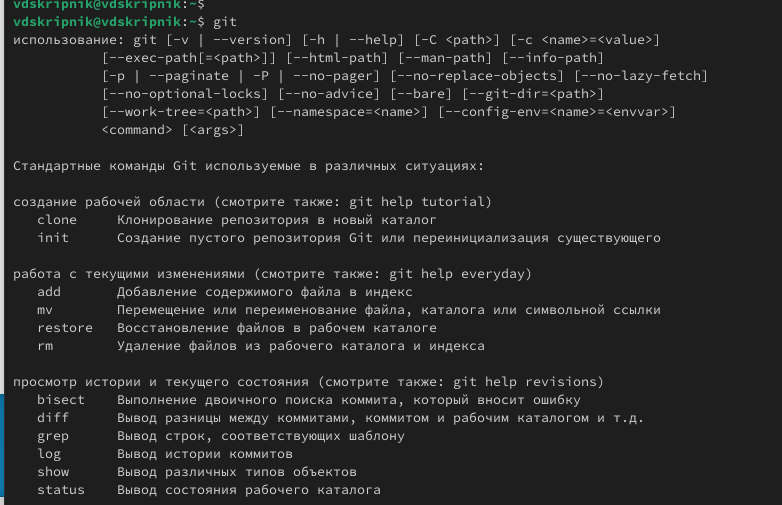 vdskripnik@vdskripnik:~$
vdskripnik@vdskripnik:~$ git
использование: git [-v | --version] [-h | --help] [-C <path>] [-c <name>=<value>]
[--exec-path[=<path>]] [--html-path] [--man-path] [--info-path]
[-p | --paginate | -P | --no-pager] [--no-replace-objects] [--no-lazy-fetch]
[--no-optional-locks] [--no-advice] [--bare] [--git-dir=<path>]
[--work-tree=<path>] [--namespace=<name>] [--config-env=<name>=<envvar>]
<command> [<args>]
Стандартные команды Git используемые в различных ситуациях:
создание рабочей области (смотрите также: git help tutorial)
clone Клонирование репозитория в новый каталог
init Создание пустого репозитория Git или переинициализация существующего
работа с текущими изменениями (смотрите также: git help everyday)
add Добавление содержимого файла в индекс
mv Перемещение или переименование файла, каталога или символьной ссылки
restore Восстановление файлов в рабочем каталоге
rm Удаление файлов из рабочего каталога и индекса
просмотр истории и текущего состояния (смотрите также: git help revisions)
bisect Выполнение двоичного поиска коммита, который вносит ошибку
diff Вывод разницы между коммитами, коммитом и рабочим каталогом и т.д.
grep Вывод строк, соответствующих шаблону
log Вывод истории коммитов
show Вывод различных типов объектов
status Вывод состояния рабочего каталога